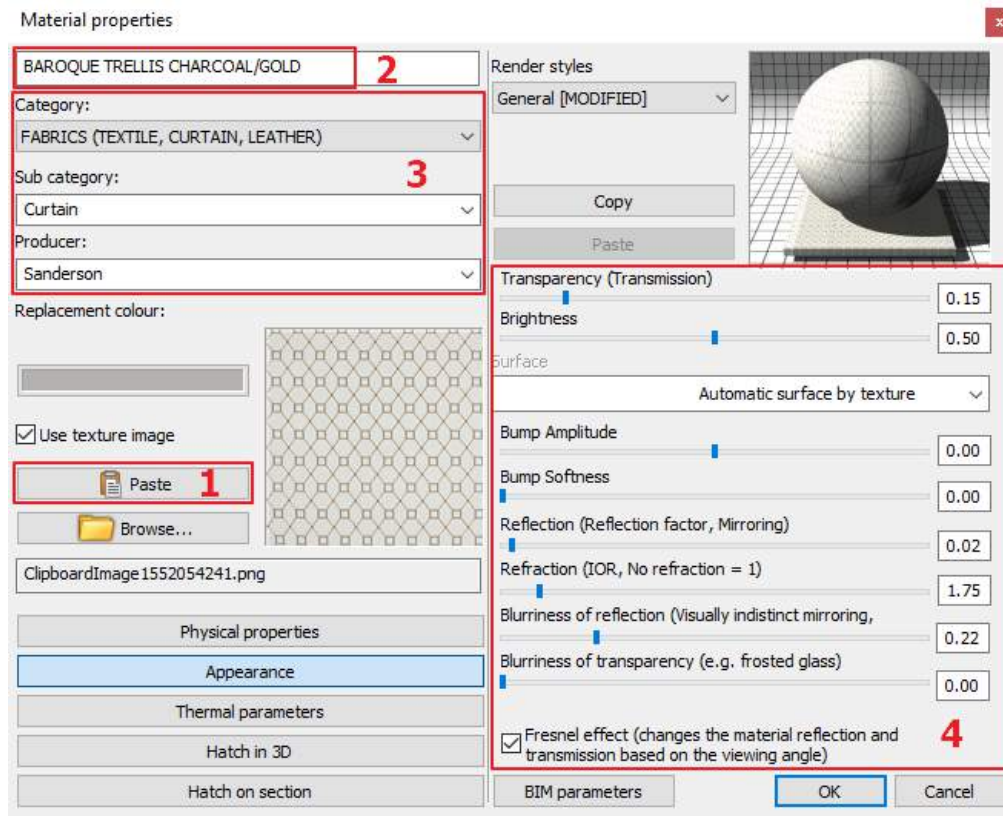 Material properties
x
BAROQUE TRELLIS CHARCOAL/GOLD
2
Category:
FABRICS (TEXTILE, CURTAIN, LEATHER)
3
Sub category:
Curtain
Producer:
Sanderson
Replacement colour:
Use texture image
Paste
1
Browse...
ClipboardImage1552054241.png
Physical properties
Appearance
Thermal parameters
Hatch in 3D
Hatch on section
Render styles
General [MODIFIED]
Copy
Paste
Transparency (Transmission)
0.15
Brightness
0.50
Surface
Automatic surface by texture
Bump Amplitude
0.00
Bump Softness
0.00
Reflection (Reflection factor, Mirroring)
0.02
Refraction (IOR, No refraction = 1)
1.75
Blurriness of reflection (Visually indistinct mirroring,
0.22
Blurriness of transparency (e.g. frosted glass)
0.00
Fresnel effect (changes the material reflection and
transmission based on the viewing angle)
4
BIM parameters
OK
Cancel